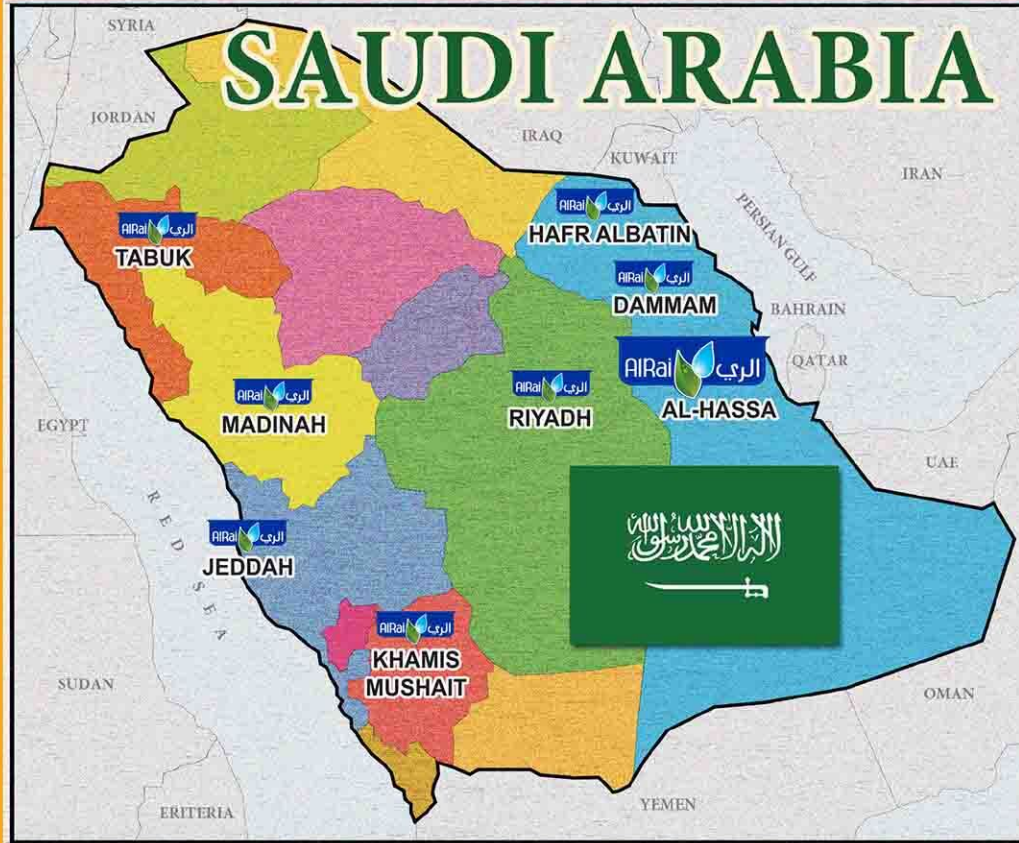 SYRIA
SAUDI ARABIA
JORDAN
IRAQ
KUWAIT
IRAN
PERSIAN GULF
AlRai الري
HAFR ALBATIN
AlRai الري
TABUK
AlRai الري
DAMMAM
BAHRAIN
AlRai الري
AL-HASSA
QATAR
AlRai الري
RIYADH
AlRai الري
MADINAH
EGYPT
UAE
RED SEA
لا إله إلا الله محمد رسول الله
AlRai الري
JEDDAH
AlRai الري
KHAMIS
MUSHAIT
SUDAN
OMAN
YEMEN
ERITERIA